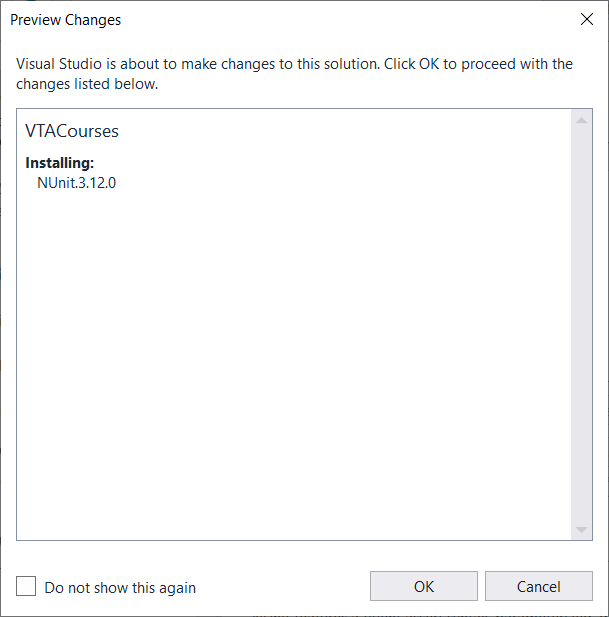 Preview Changes
Visual Studio is about to make changes to this solution. Click OK to proceed with the
changes listed below.
VTACourses
Installing:
NUnit.3.12.0
Do not show this again
OK
Cancel